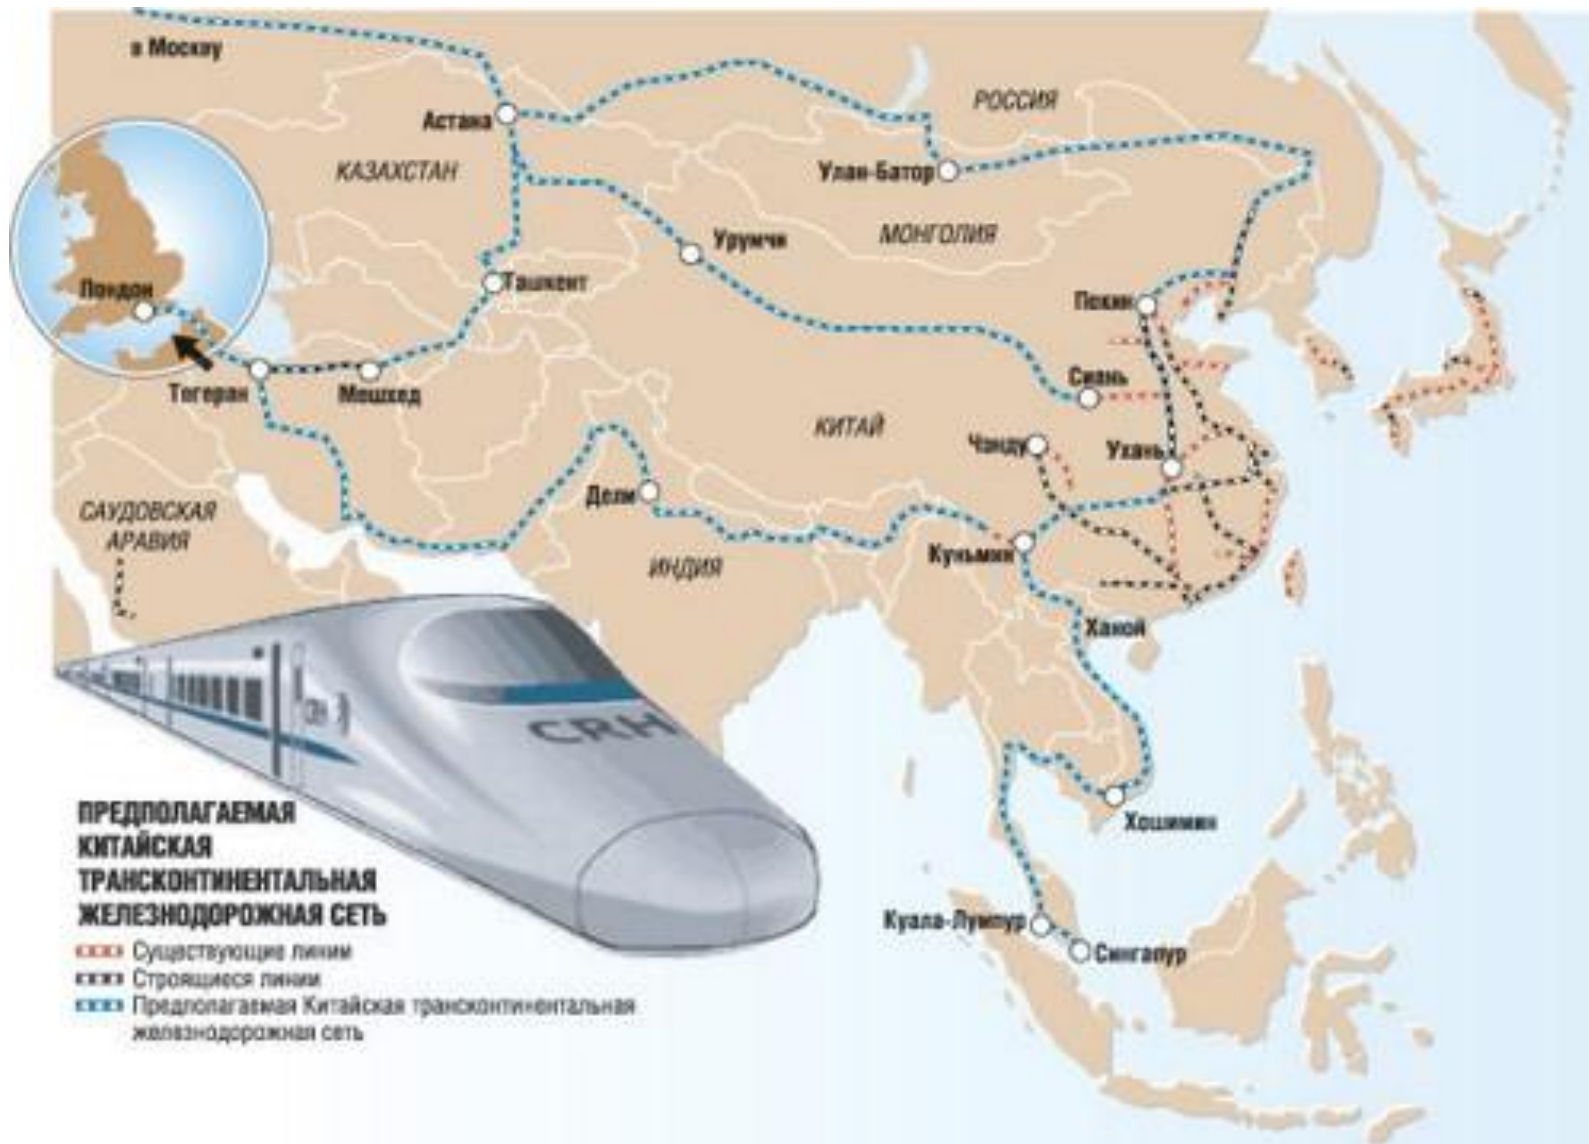 в Москву
Астана
РОССИЯ
КАЗАХСТАН
Улан-Батор
МОНГОЛИЯ
Урумчи
Ташкент
Лондон
Пекин
Тегеран
Мешхед
Сиань
КИТАЙ
Чэнду
Ухань
Дели
САУДОВСКАЯ
АРАВИЯ
ИНДИЯ
Куньмин
Ханой
CRH
ПРЕДПОЛАГАЕМАЯ
КИТАЙСКАЯ
ТРАНСКОНТИНЕНТАЛЬНАЯ
ЖЕЛЕЗНОДОРОЖНАЯ СЕТЬ
Хошимин
Куала-Лумпур
Сингапур
Существующие линии
Строящиеся линии
Предполагаемая Китайская трансконтинентальная
железнодорожная сеть